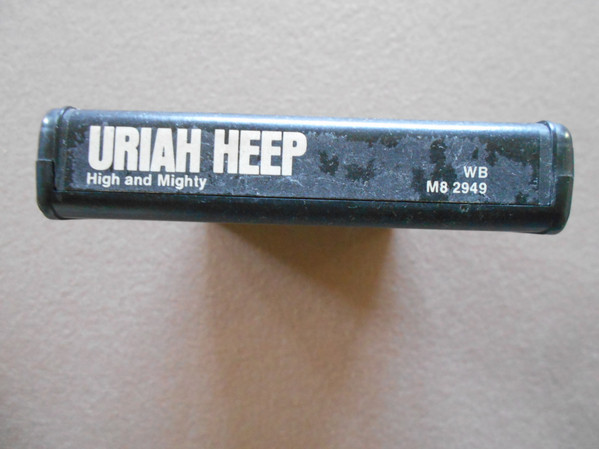 URIAH HEEP
High and Mighty
WB
M8 2949